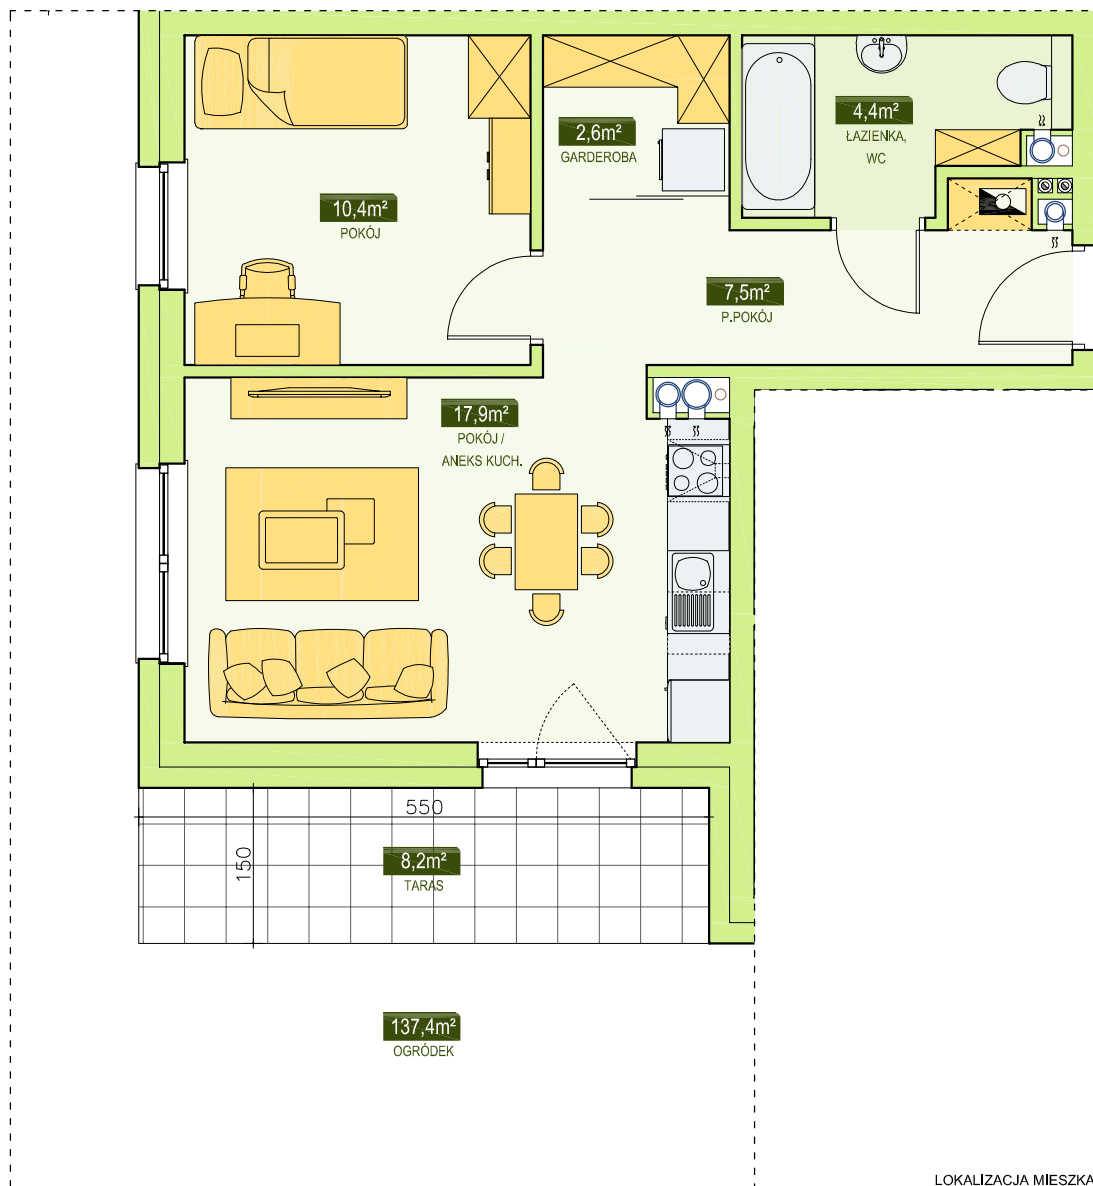 4,4m²
ŁAZIENKA,
WC
2,6m²
GARDEROBA
10,4m²
POKÓJ
7,5m²
P.POKÓJ
17,9m²
POKÓJ /
ANEKS KUCH.
550
150
8,2m²
TARAS
137,4m²
OGRÓDEK
LOKALIZACJA MIESZKA